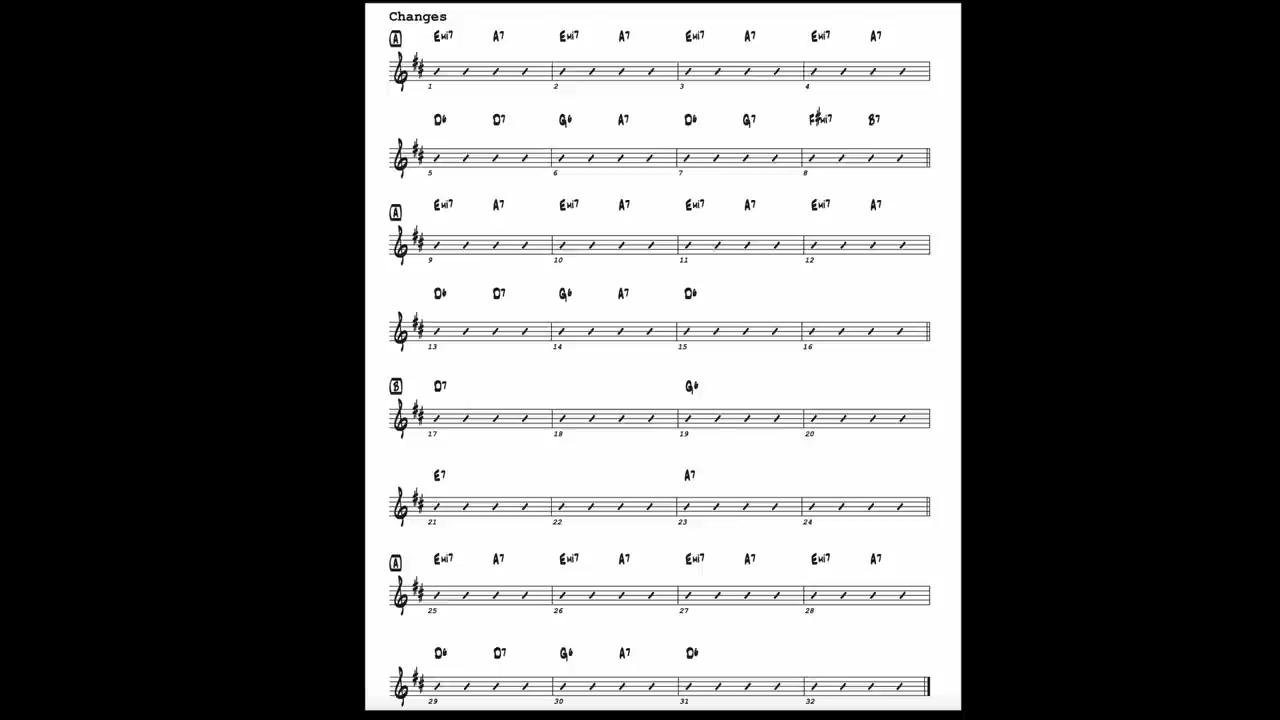 Changes
A Emi7 A7 Emi7 A7 Emi7 A7 Emi7 A7
1 2 3 4
D6 D7 G6 A7 D6 G7 F#mi7 B7
5 6 7 8
A Emi7 A7 Emi7 A7 Emi7 A7 Emi7 A7
9 10 11 12
D6 D7 G6 A7 D6
13 14 15 16
B D7 G6
17 18 19 20
E7 A7
21 22 23 24
A Emi7 A7 Emi7 A7 Emi7 A7 Emi7 A7
25 26 27 28
D6 D7 G6 A7 D6
29 30 31 32